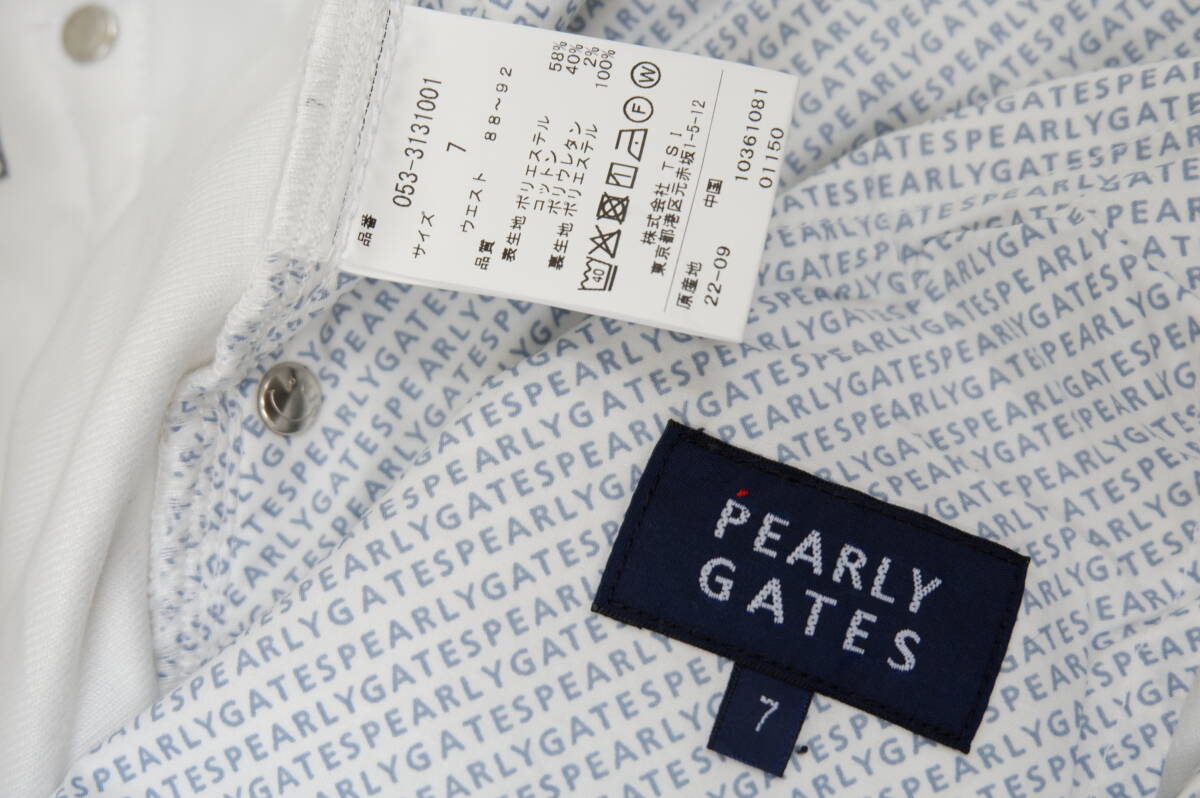 品番
053-3131001
サイズ
7
ウエスト 88～92
品質
表生地 ポリエステル 58%
コットン 40%
ポリウレタン 2%
裏生地 ポリエステル 100%
40 F W
株式会社 TSI
東京都港区元赤坂1-5-12
原産地 中国
22-09 10361081
01150
PEARLY
GATES
7
PEARLYGATESPEARLYGATESPEARLYGATES